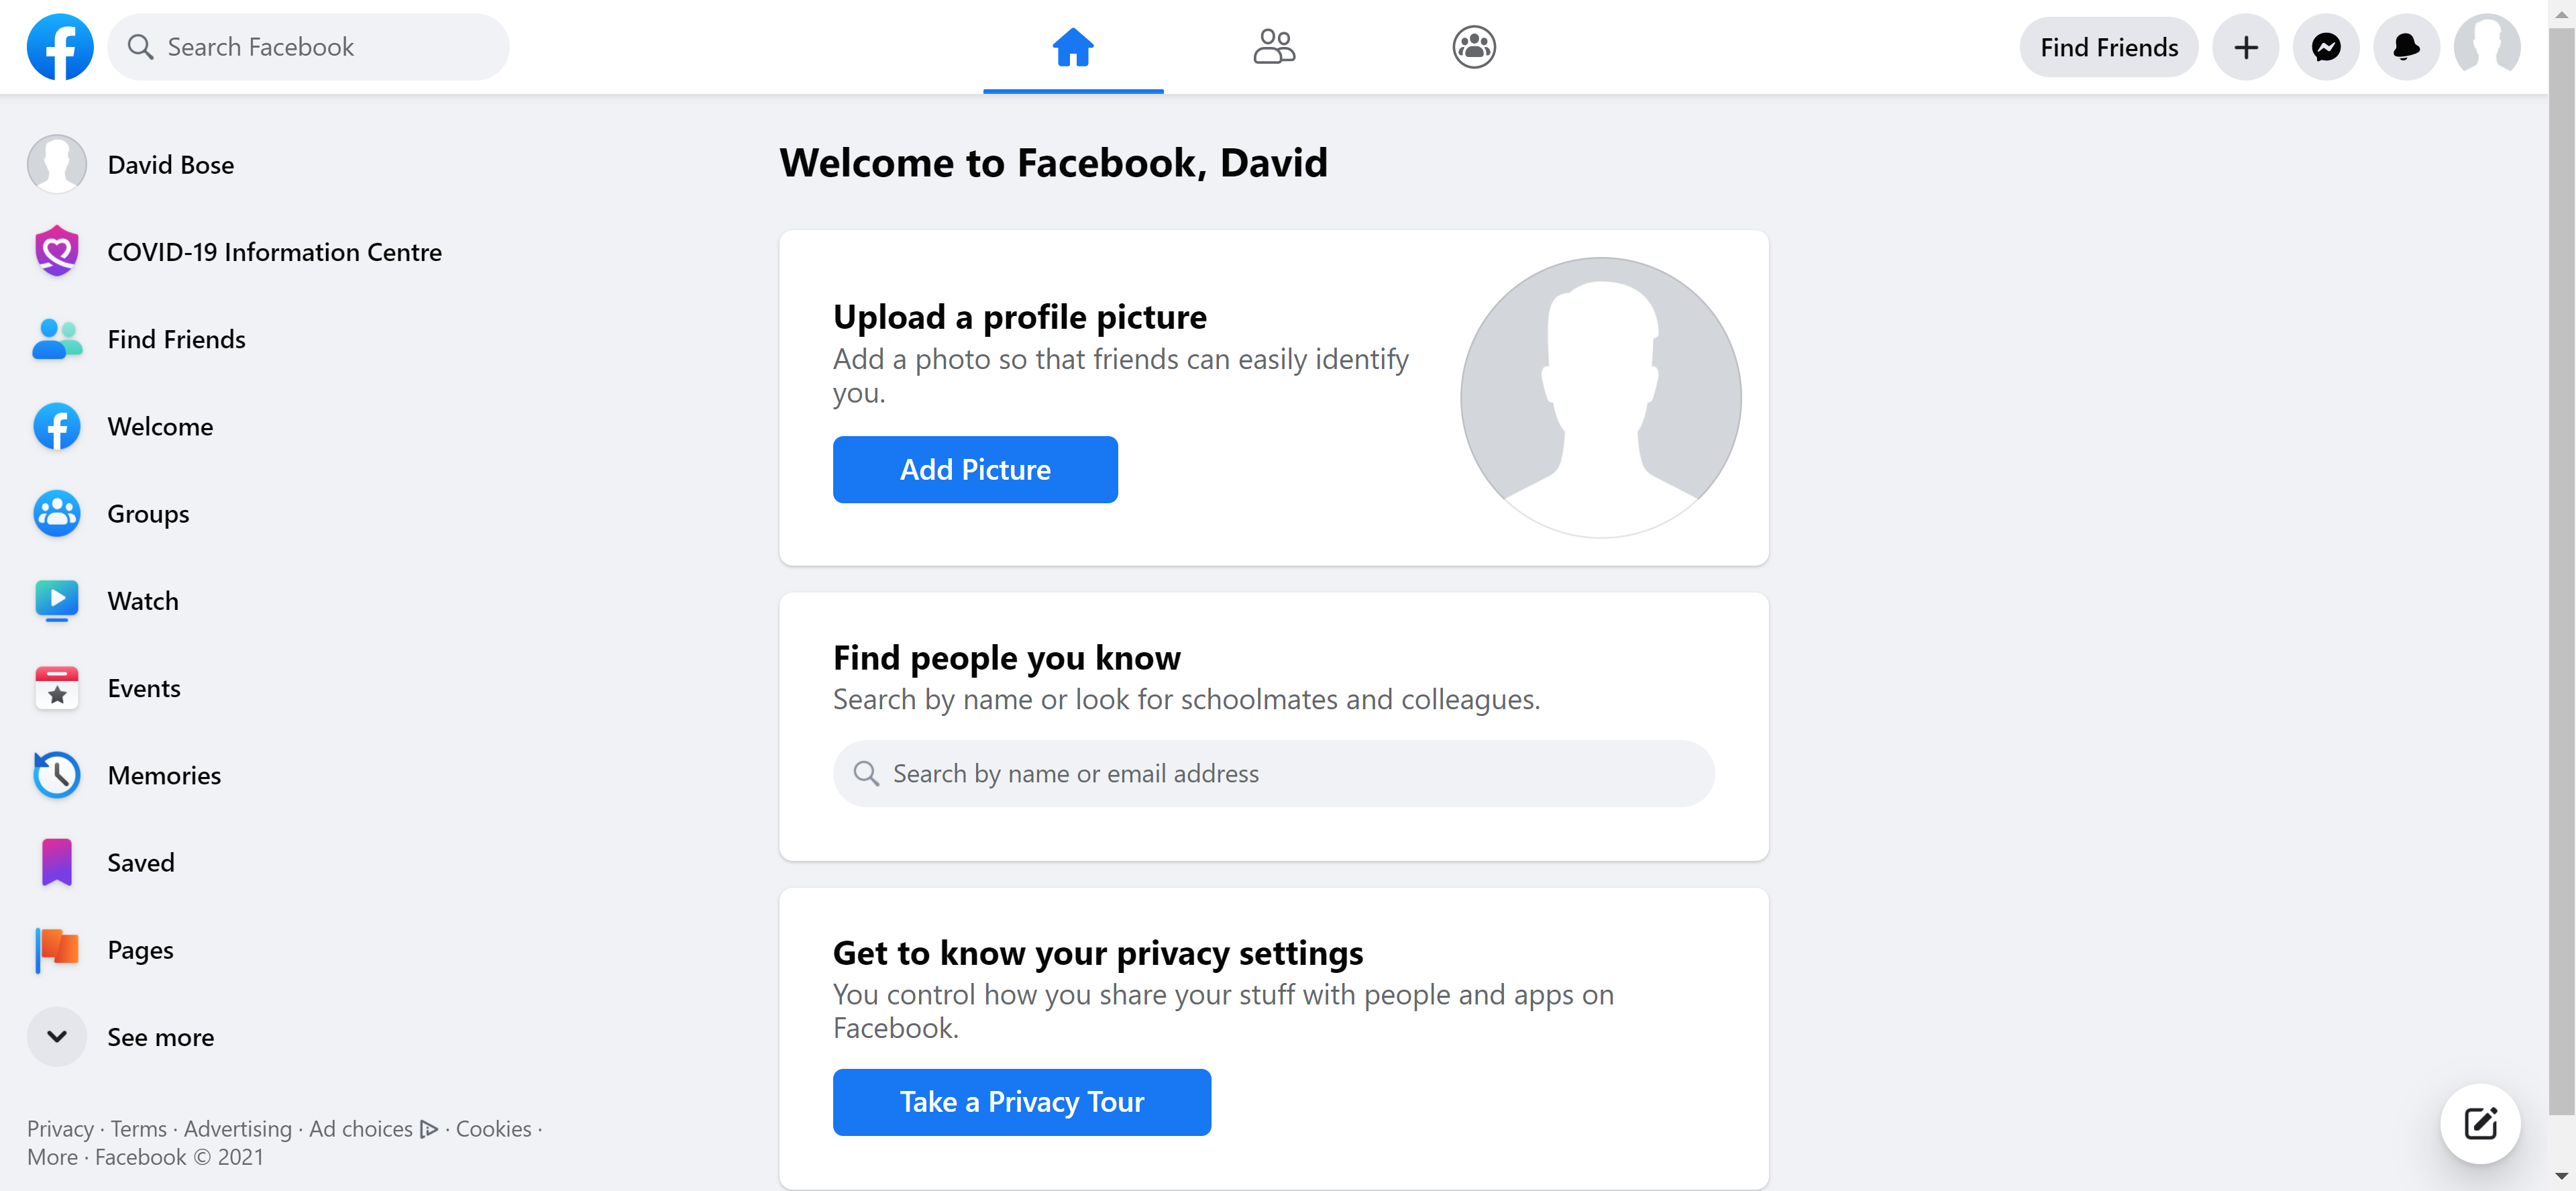 Search Facebook
Find Friends
David Bose
COVID-19 Information Centre
Find Friends
Welcome
Groups
Watch
Events
Memories
Saved
Pages
See more
Privacy · Terms · Advertising · Ad choices · Cookies ·
More · Facebook © 2021
Welcome to Facebook, David
Upload a profile picture
Add a photo so that friends can easily identify
you.
Add Picture
Find people you know
Search by name or look for schoolmates and colleagues.
Search by name or email address
Get to know your privacy settings
You control how you share your stuff with people and apps on
Facebook.
Take a Privacy Tour